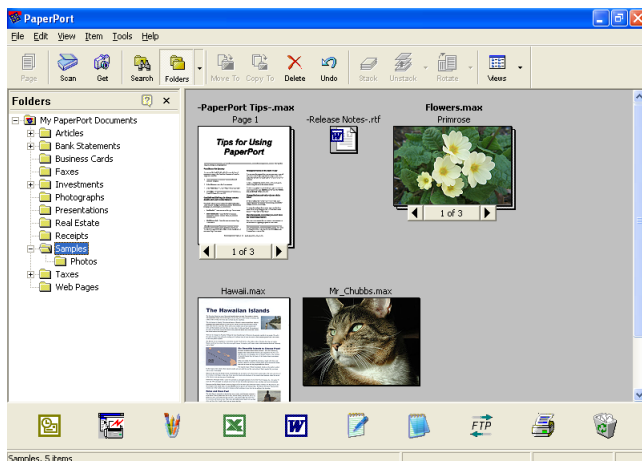 PaperPort
File Edit View Item Tools Help
Page Scan Get Search Folders Move To Copy To Delete Undo Stack Unstack Rotate Views
Folders
My PaperPort Documents
Articles
Bank Statements
Business Cards
Faxes
Investments
Photographs
Presentations
Real Estate
Receipts
Samples
Photos
Taxes
Web Pages
-PaperPort Tips-.max
Page 1
Tips for Using
PaperPort
1 of 3
-Release Notes-.rtf
Flowers.max
Primrose
1 of 3
Hawaii.max
The Hawaiian Islands
Mr_Chubbs.max
FTP
Samples, 5 items